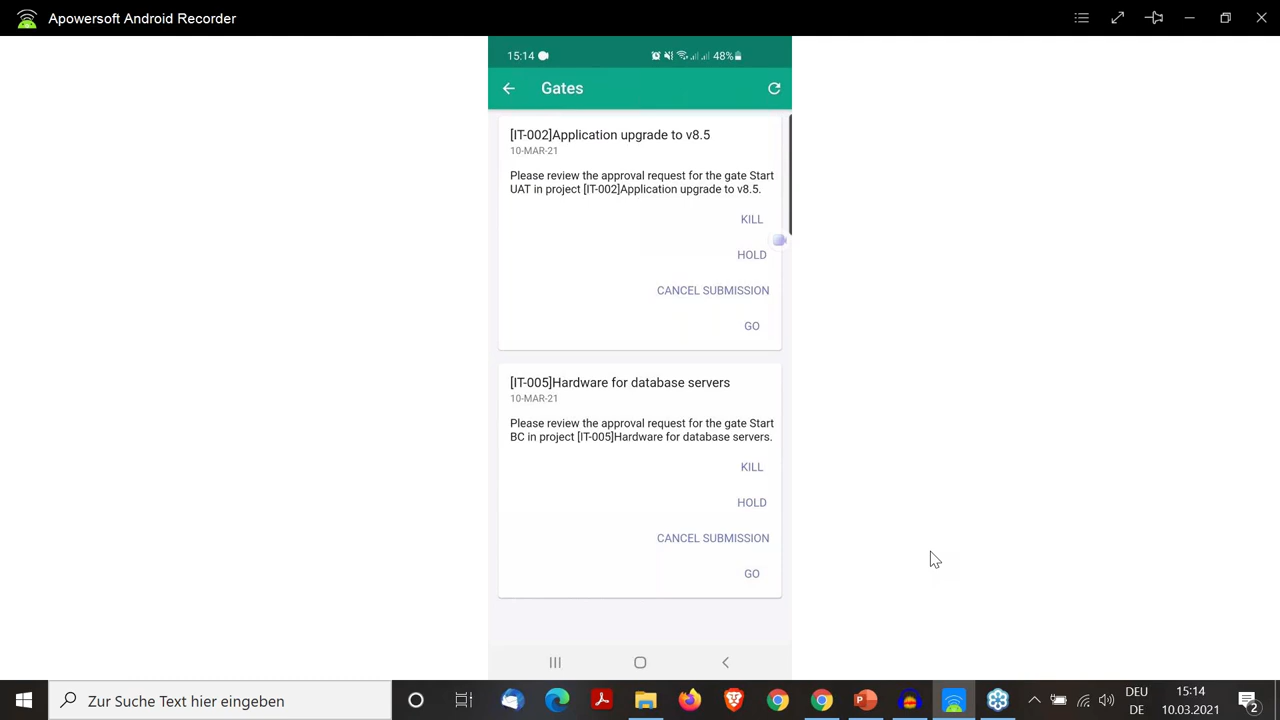 Apowersoft Android Recorder
15:14
48%
Gates
[IT-002]Application upgrade to v8.5
10-MAR-21
Please review the approval request for the gate Start
UAT in project [IT-002]Application upgrade to v8.5.
KILL
HOLD
CANCEL SUBMISSION
GO
[IT-005]Hardware for database servers
10-MAR-21
Please review the approval request for the gate Start
BC in project [IT-005]Hardware for database servers.
KILL
HOLD
CANCEL SUBMISSION
GO
Zur Suche Text hier eingeben
DEU
DE
15:14
10.03.2021
2